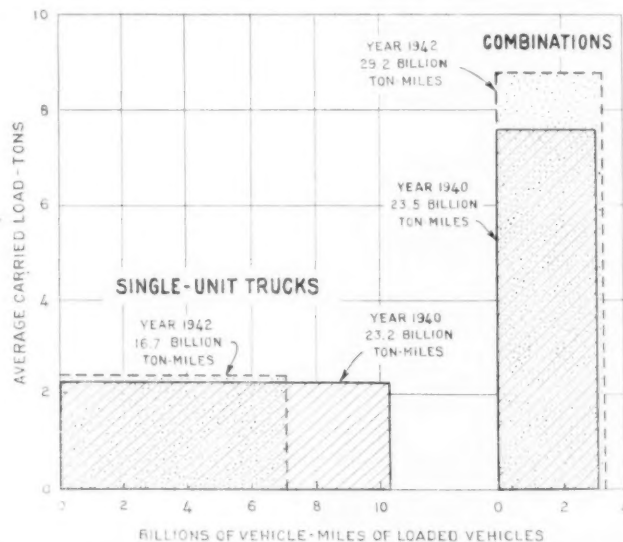 10
8
6
4
2
0
AVERAGE CARRIED LOAD-TONS
COMBINATIONS
YEAR 1942
29.2 BILLION
TON-MILES
YEAR 1940
23.5 BILLION
TON-MILES
SINGLE-UNIT TRUCKS
YEAR 1942
16.7 BILLION
TON-MILES
YEAR 1940
23.2 BILLION
TON-MILES
0 2 4 6 8 10 0 2 4
BILLIONS OF VEHICLE-MILES OF LOADED VEHICLES